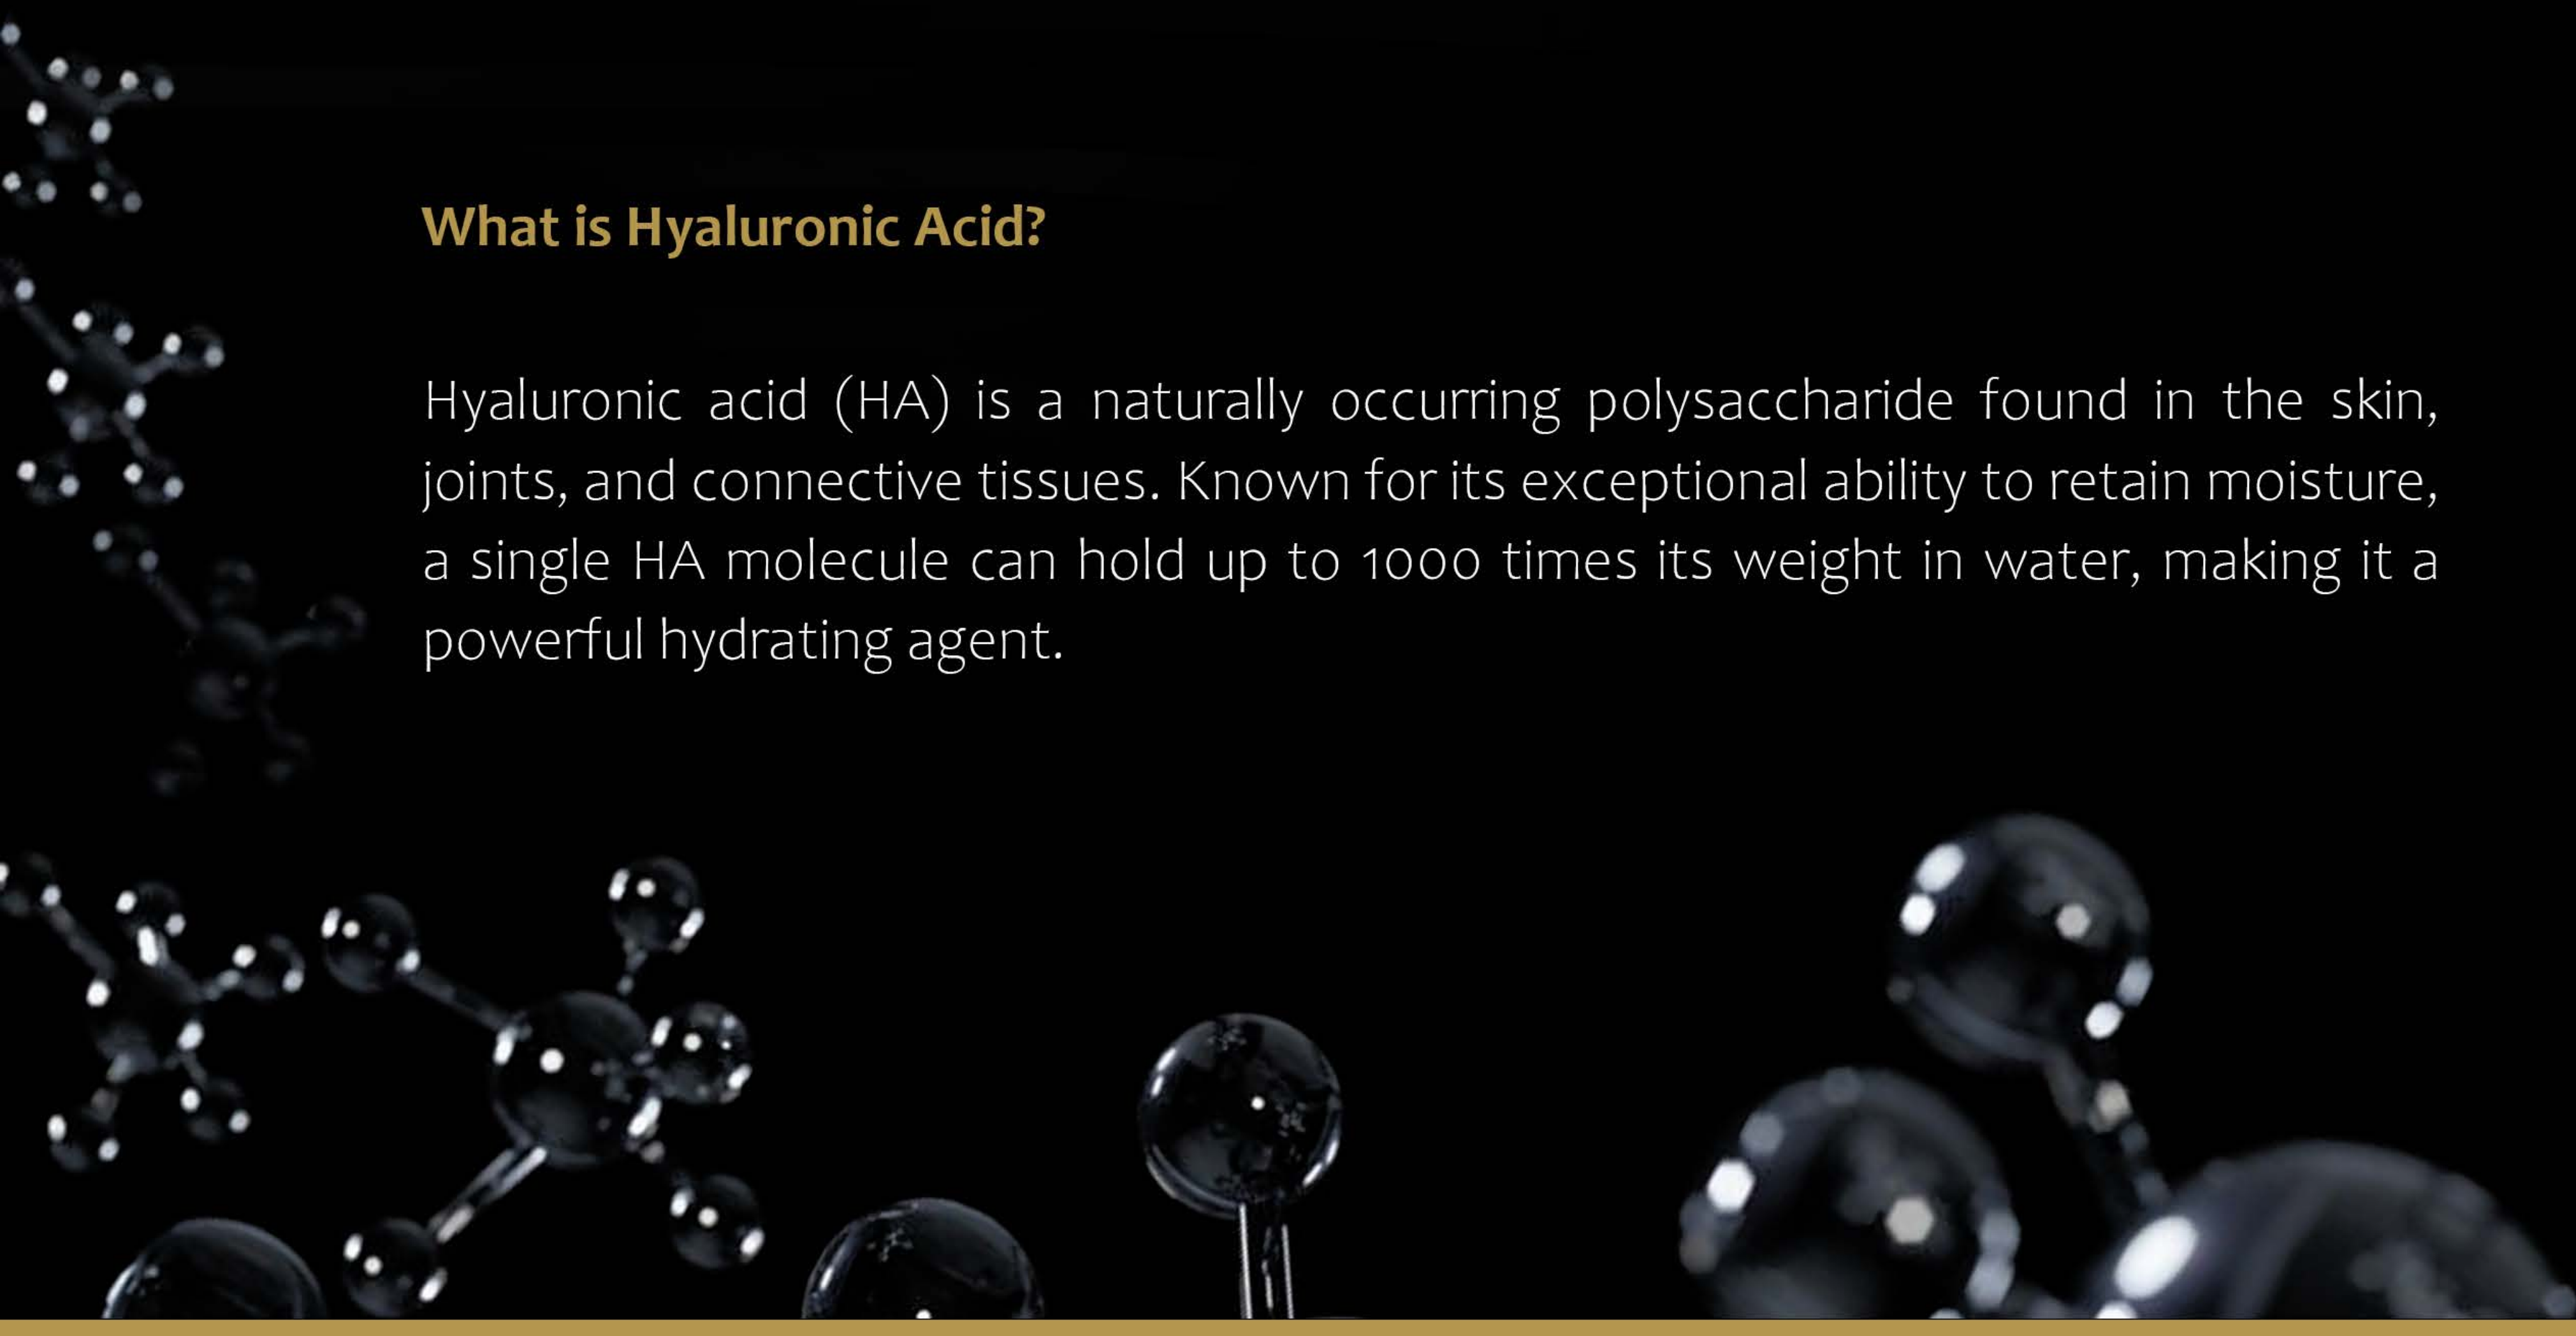 What is Hyaluronic Acid?
Hyaluronic acid (HA) is a naturally occurring polysaccharide found in the skin,
joints, and connective tissues. Known for its exceptional ability to retain moisture,
a single HA molecule can hold up to 1000 times its weight in water, making it a
powerful hydrating agent.